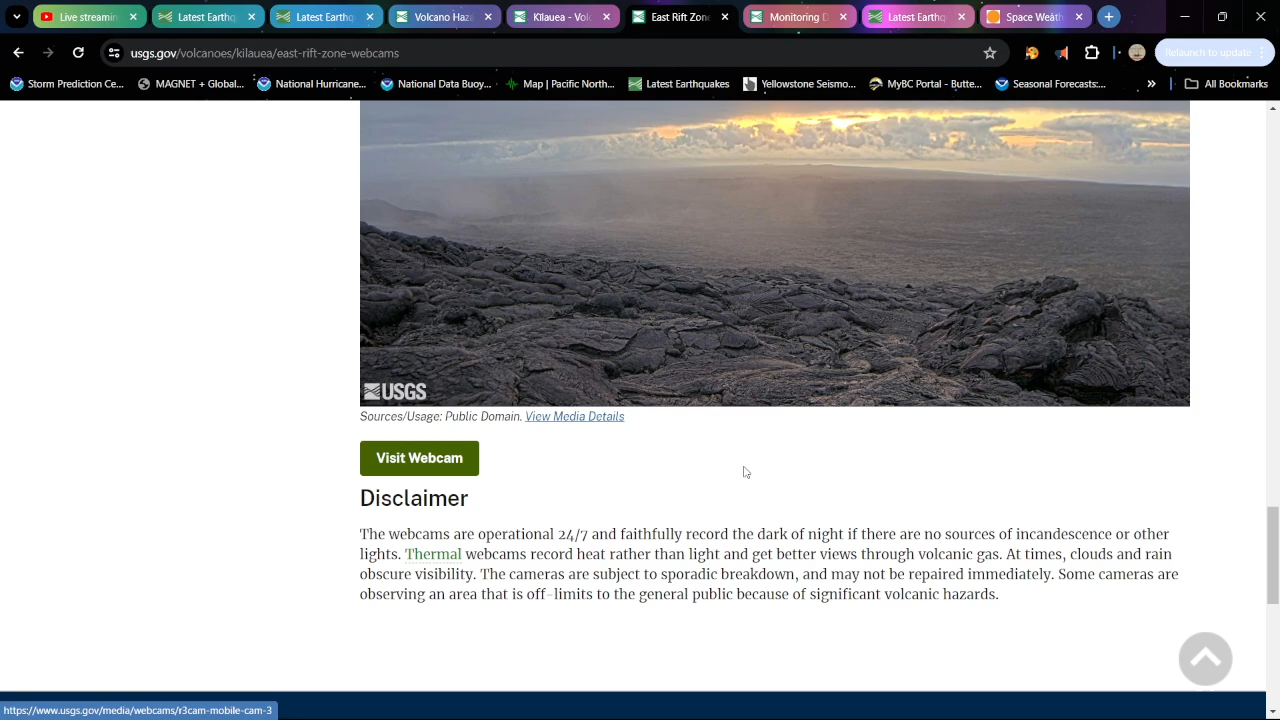 Live streamin
Latest Earthq
Latest Earthq
Volcano Haza
Kīlauea - Volc
East Rift Zone
Monitoring D
Latest Earthq
Space Weath
usgs.gov/volcanoes/kilauea/east-rift-zone-webcams
Relaunch to update
Storm Prediction Ce...
MAGNET + Global...
National Hurricane...
National Data Buoy...
Map | Pacific North...
Latest Earthquakes
Yellowstone Seismo...
MyBC Portal - Butte...
Seasonal Forecasts:...
All Bookmarks
USGS
Sources/Usage: Public Domain. View Media Details
Visit Webcam
Disclaimer
The webcams are operational 24/7 and faithfully record the dark of night if there are no sources of incandescence or other
lights. Thermal webcams record heat rather than light and get better views through volcanic gas. At times, clouds and rain
obscure visibility. The cameras are subject to sporadic breakdown, and may not be repaired immediately. Some cameras are
observing an area that is off-limits to the general public because of significant volcanic hazards.
https://www.usgs.gov/media/webcams/r3cam-mobile-cam-3